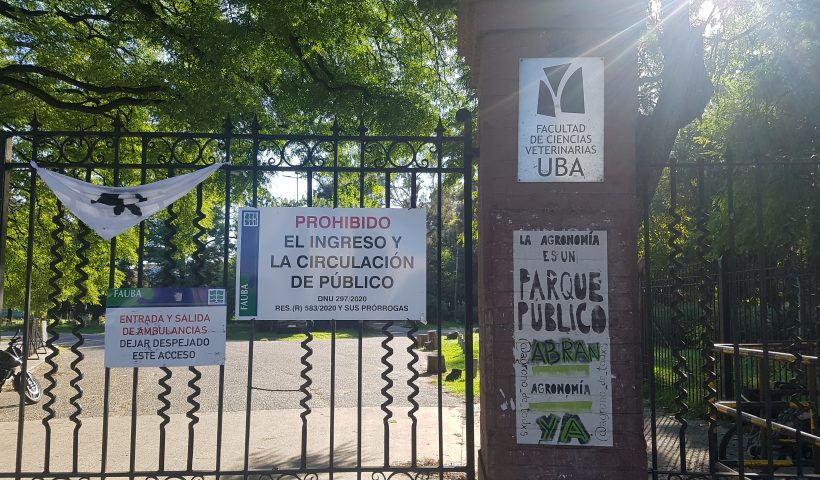 FAUBA
ENTRADA Y SALIDA
DE AMBULANCIAS
DEJAR DESPEJADO
ESTE ACCESO
FAUBA
PROHIBIDO
EL INGRESO Y
LA CIRCULACIÓN
DE PÚBLICO
DNU 297/2020
RES. (R) 583/2020 Y SUS PRÓRROGAS
FACULTAD
DE CIENCIAS
VETERINARIAS
UBA
LA AGRONOMÍA
ES UN
PARQUE
PUBLICO
ABRAN
AGRONOMÍA
YA